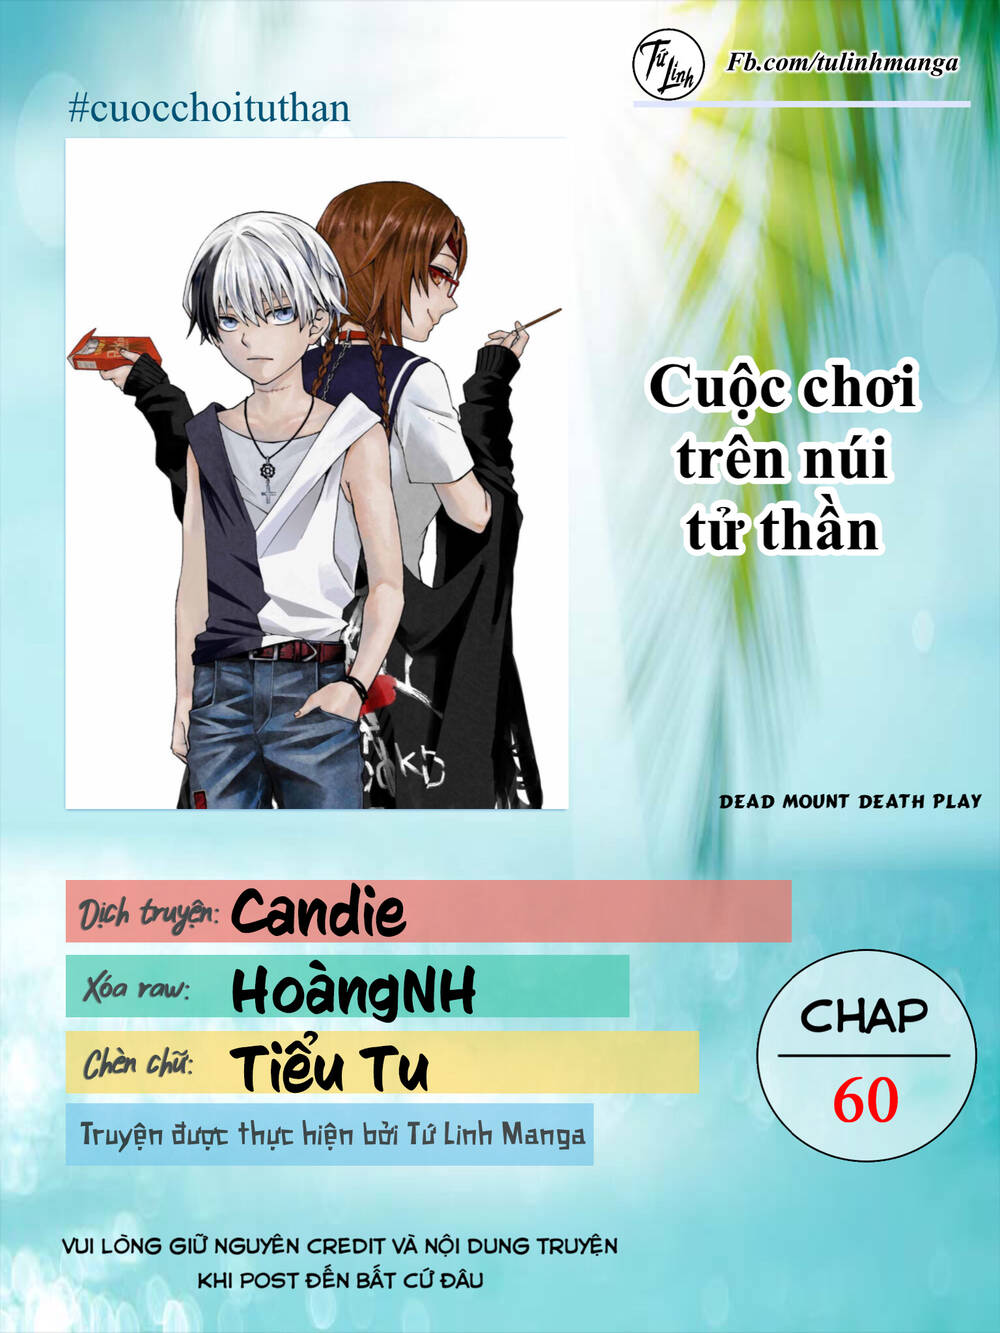 Tứ
Linh
Fb.com/tulinhmanga
#cuocchoituthan
Cuộc chơi
trên núi
tử thần
DEAD MOUNT DEATH PLAY
Dịch truyện: Candie
Xóa raw: HoàngNH
Chèn chữ: Tiểu Tu
Truyện được thực hiện bởi Tứ Linh Manga
CHAP
60
VUI LÒNG GIỮ NGUYÊN CREDIT VÀ NỘI DUNG TRUYỆN
KHI POST ĐẾN BẤT CỨ ĐÂU